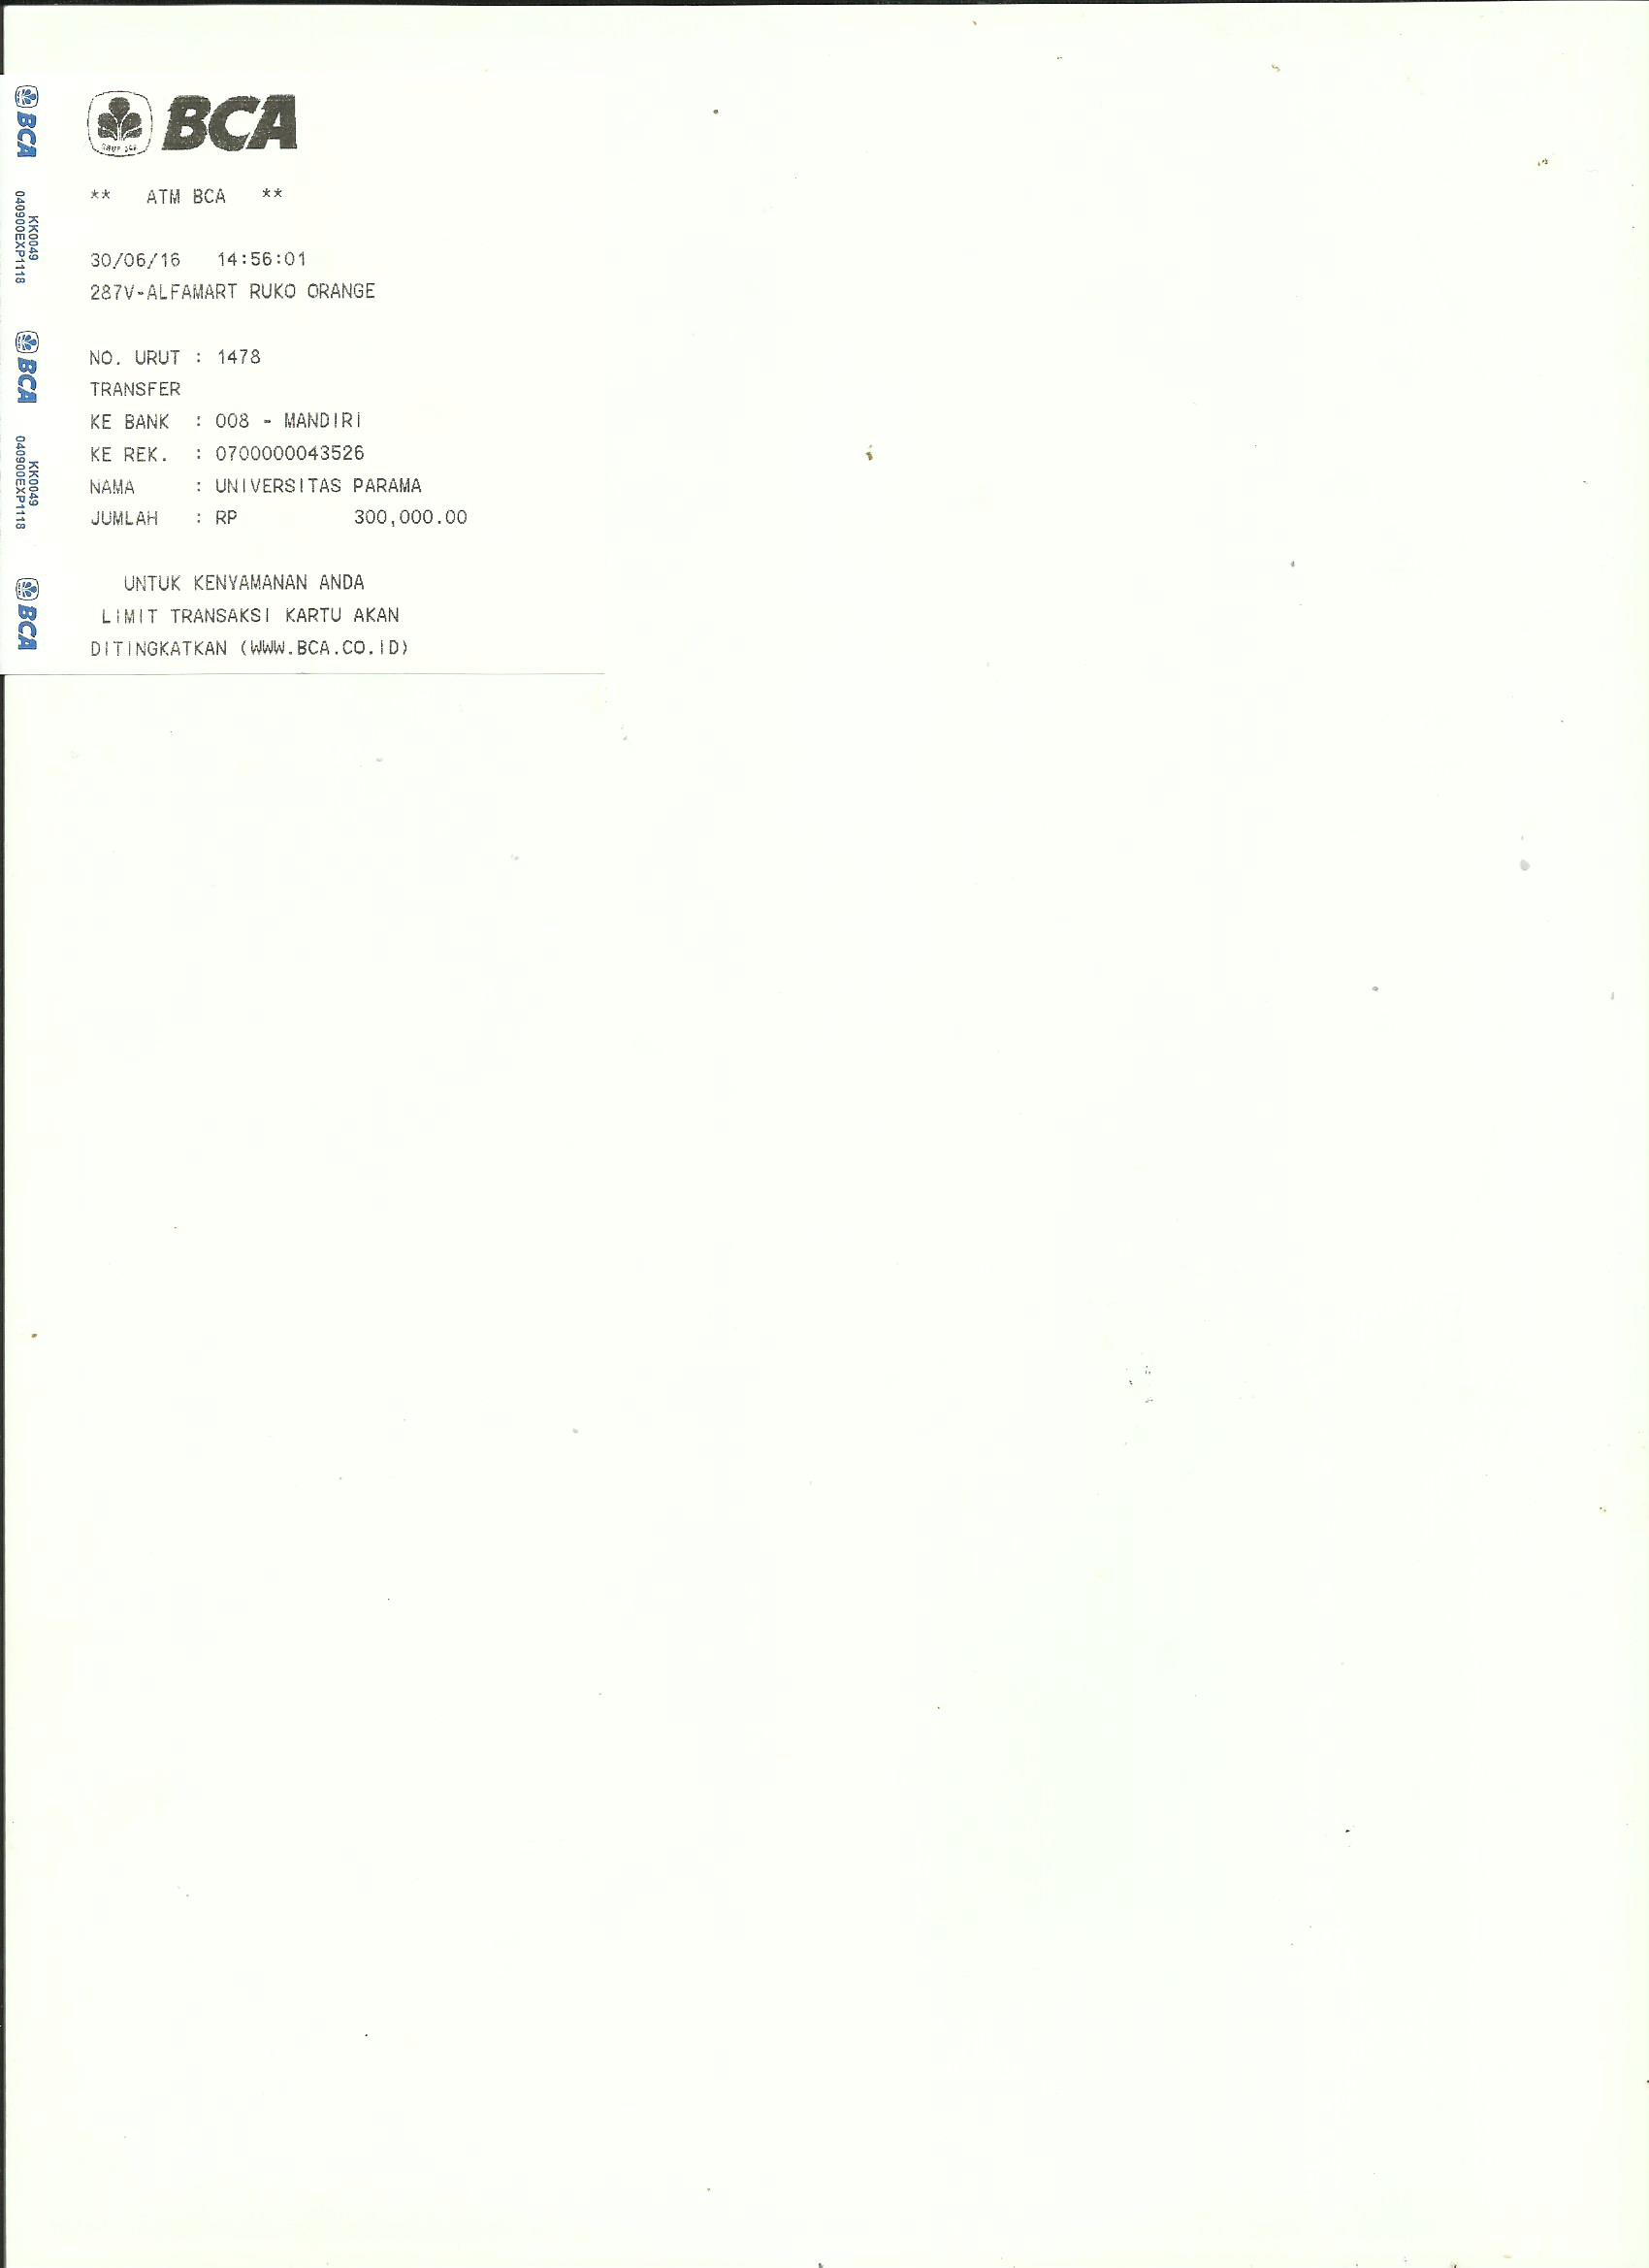 BCA
** ATM BCA **
30/06/16 14:56:01
287V-ALFAMART RUKO ORANGE
NO. URUT : 1478
TRANSFER
KE BANK : 008 - MANDIRI
KE REK. : 0700000043526
NAMA : UNIVERSITAS PARAMA
JUMLAH : RP 300,000.00
UNTUK KENYAMANAN ANDA
LIMIT TRANSAKSI KARTU AKAN
DITINGKATKAN (WWW.BCA.CO.ID)
BCA
KK0049
040900EXP1118
BCA
KK0049
040900EXP1118
BCA